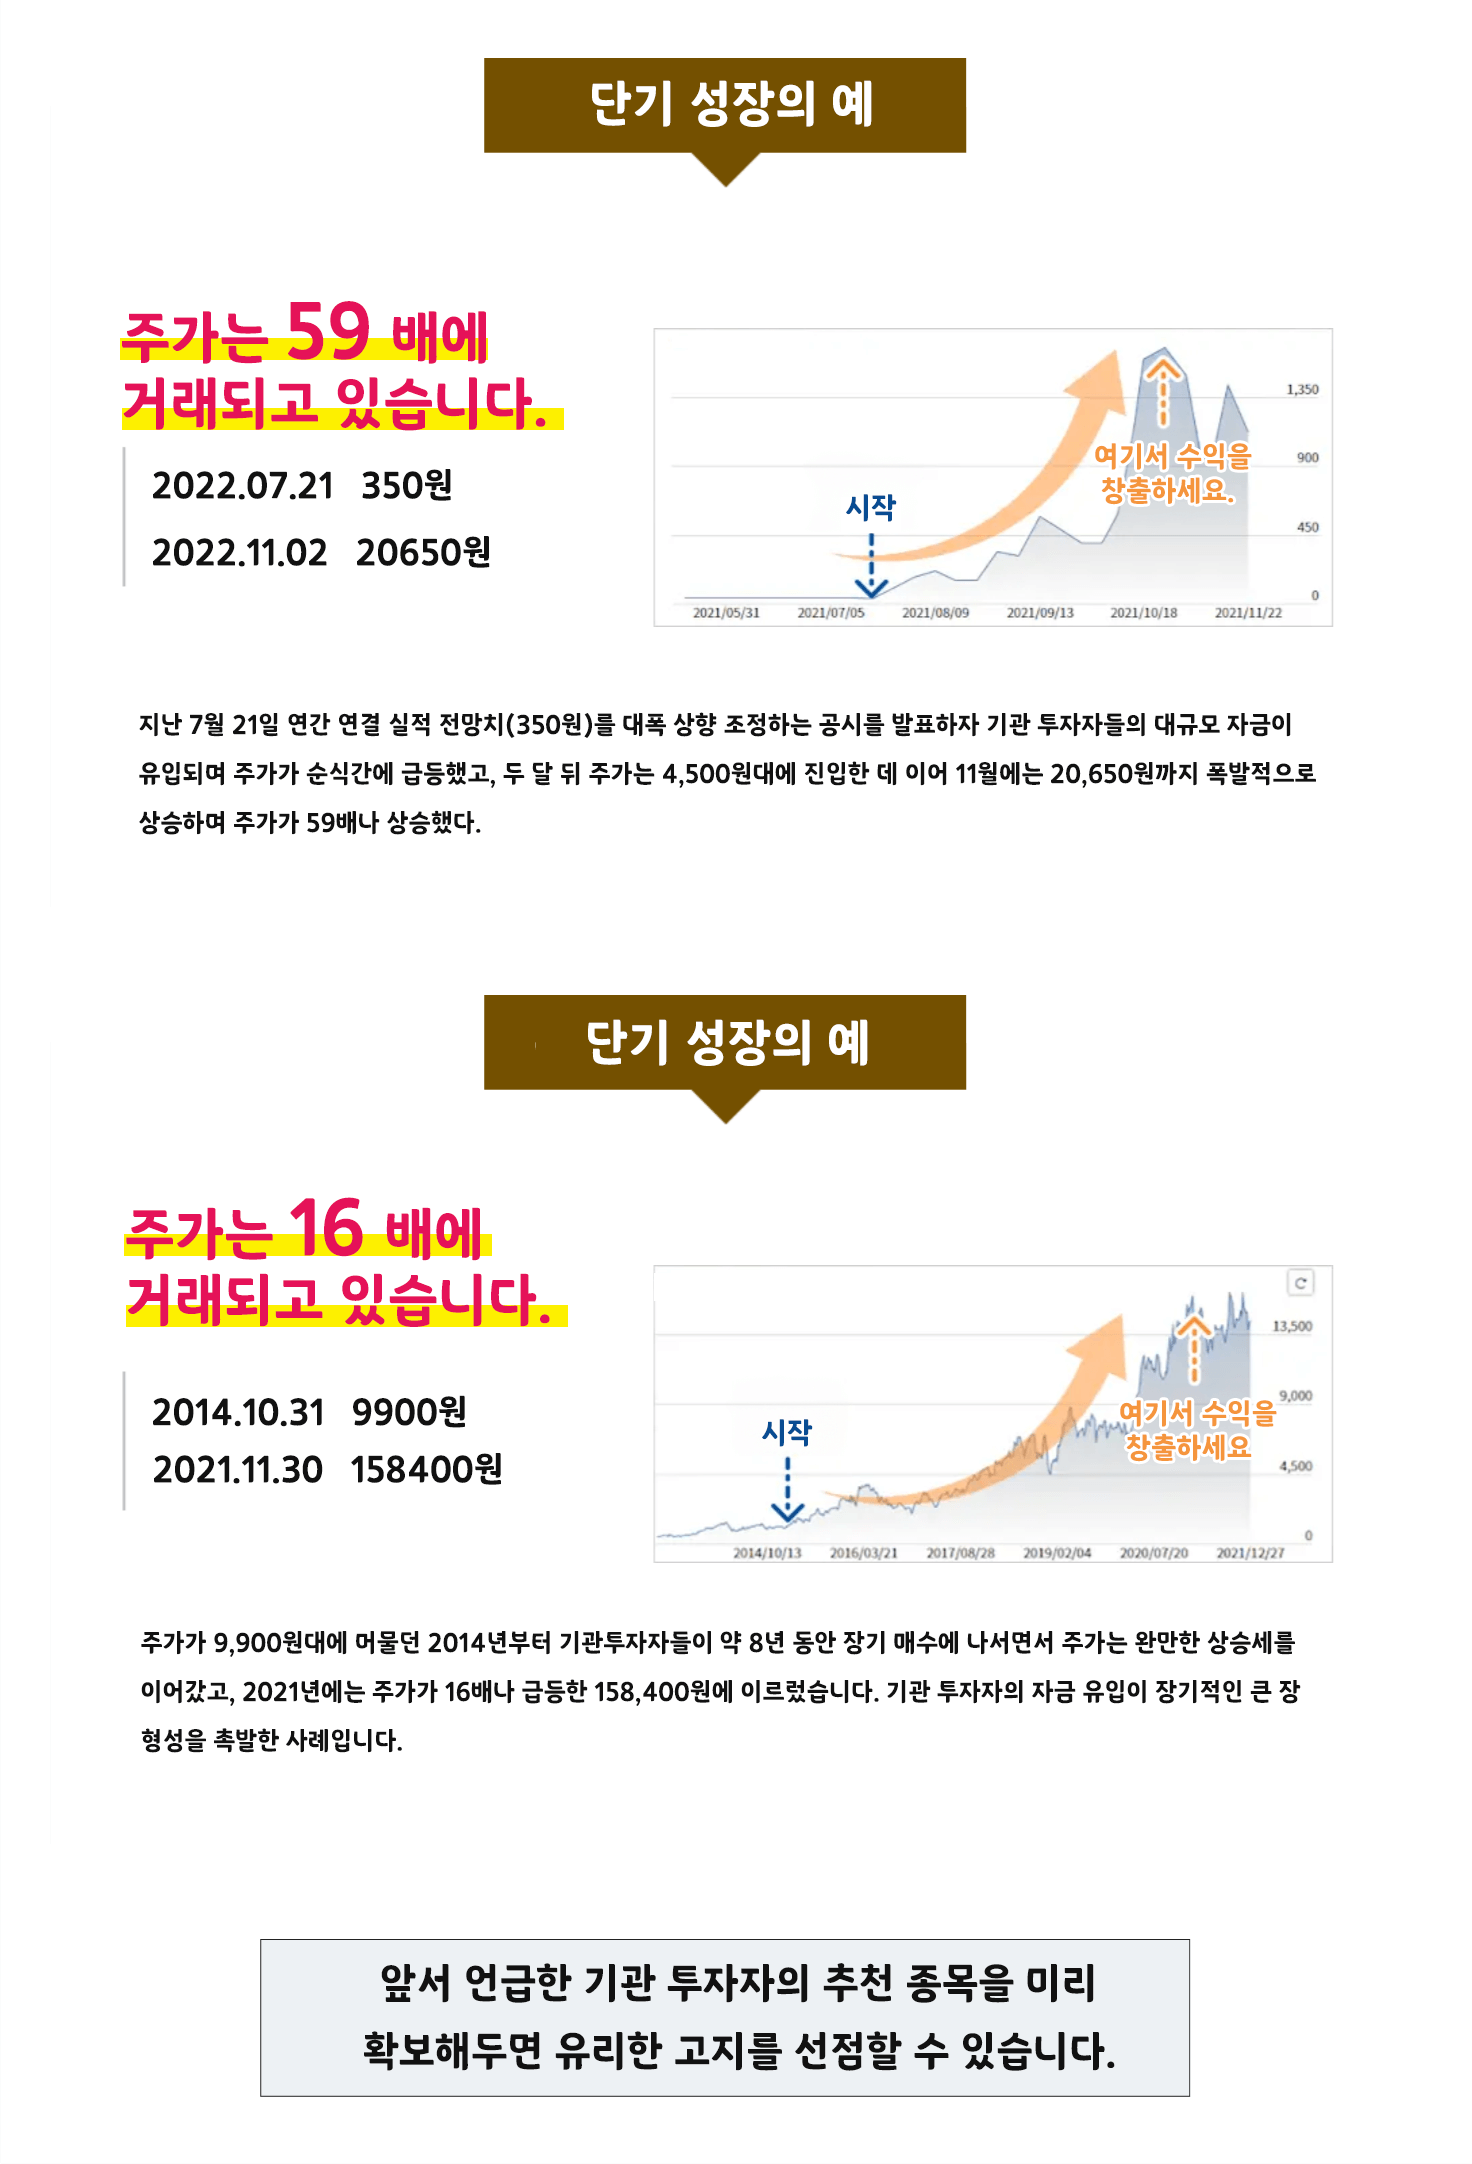 단기 성장의 예
주가는 59 배에
거래되고 있습니다.
2022.07.21 350원
2022.11.02 20650원
1,350
900
450
0
여기서 수익을
창출하세요.
시작
2021/05/31 2021/07/05 2021/08/09 2021/09/13 2021/10/18 2021/11/22
지난 7월 21일 연간 연결 실적 전망치(350원)를 대폭 상향 조정하는 공시를 발표하자 기관 투자자들의 대규모 자금이
유입되며 주가가 순식간에 급등했고, 두 달 뒤 주가는 4,500원대에 진입한 데 이어 11월에는 20,650원까지 폭발적으로
상승하며 주가가 59배나 상승했다.
단기 성장의 예
주가는 16 배에
거래되고 있습니다.
2014.10.31 9900원
2021.11.30 158400원
13,500
9,000
4,500
0
여기서 수익을
창출하세요
시작
2014/10/13 2016/03/21 2017/08/28 2019/02/04 2020/07/20 2021/12/27
주가가 9,900원대에 머물던 2014년부터 기관투자자들이 약 8년 동안 장기 매수에 나서면서 주가는 완만한 상승세를
이어갔고, 2021년에는 주가가 16배나 급등한 158,400원에 이르렀습니다. 기관 투자자의 자금 유입이 장기적인 큰 장
형성을 촉발한 사례입니다.
앞서 언급한 기관 투자자의 추천 종목을 미리
확보해두면 유리한 고지를 선점할 수 있습니다.